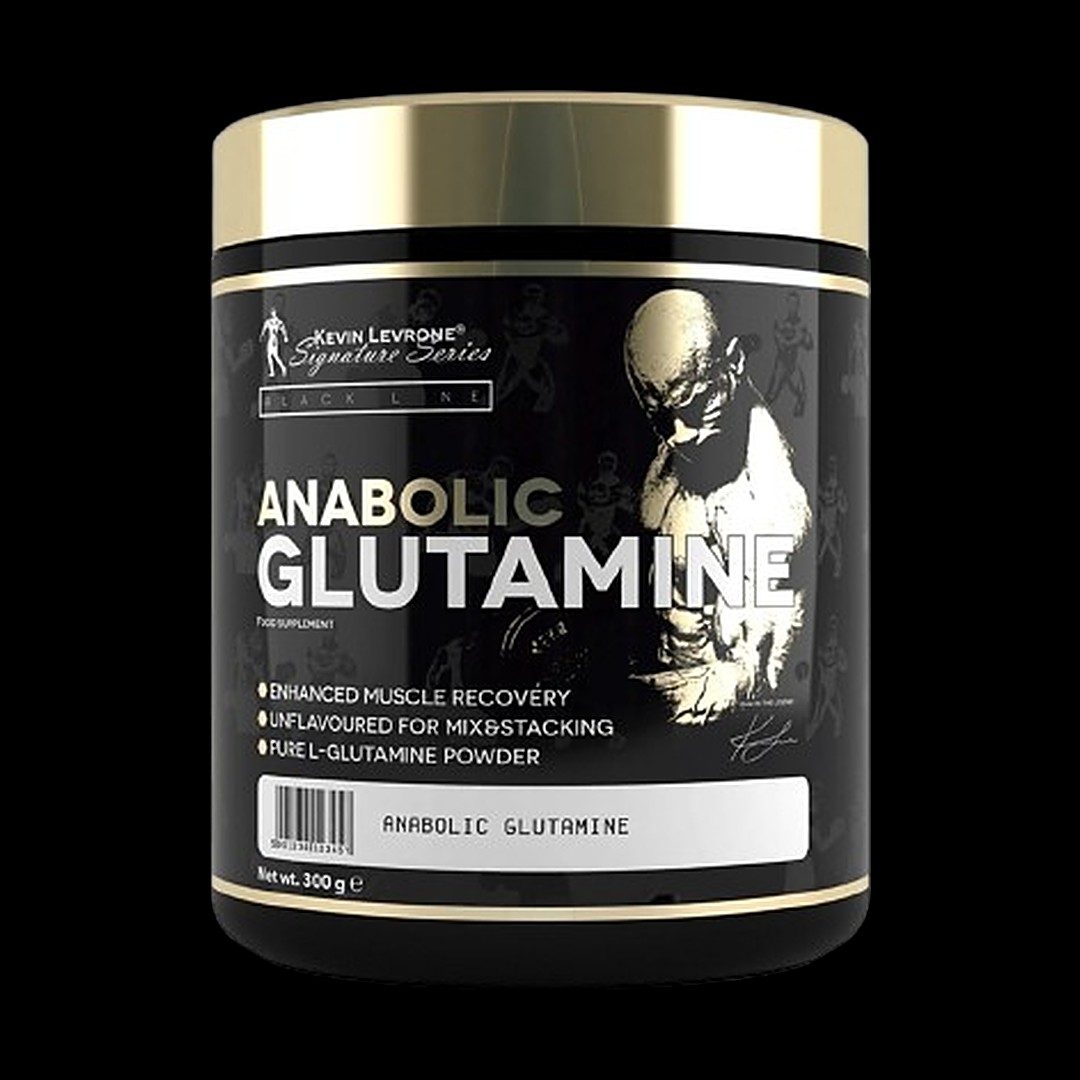 KEVIN LEVRONE®
Signature Series
BLACK LINE
ANABOLIC
GLUTAMINE
FOOD SUPPLEMENT
ENHANCED MUSCLE RECOVERY
UNFLAVOURED FOR MIX&STACKING
PURE L-GLUTAMINE POWDER
ANABOLIC GLUTAMINE
Net wt. 300 g ℮